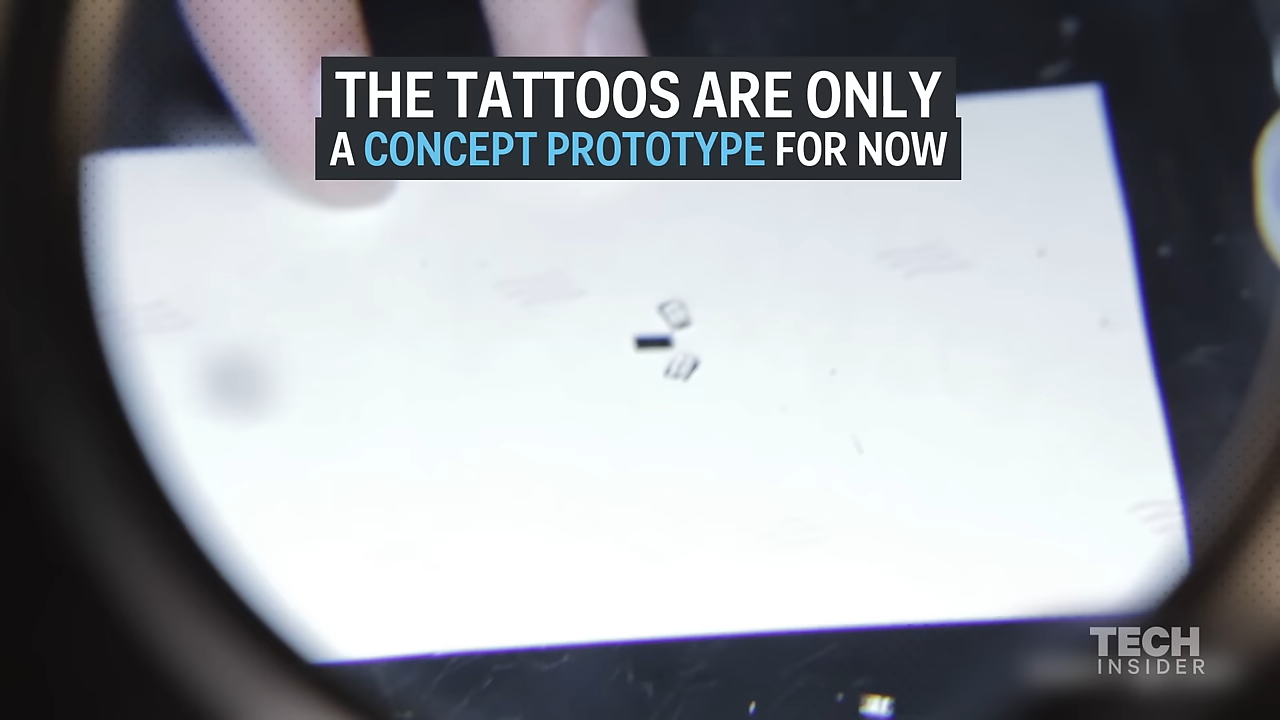 THE TATTOOS ARE ONLY
A CONCEPT PROTOTYPE FOR NOW
TECH
INSIDER